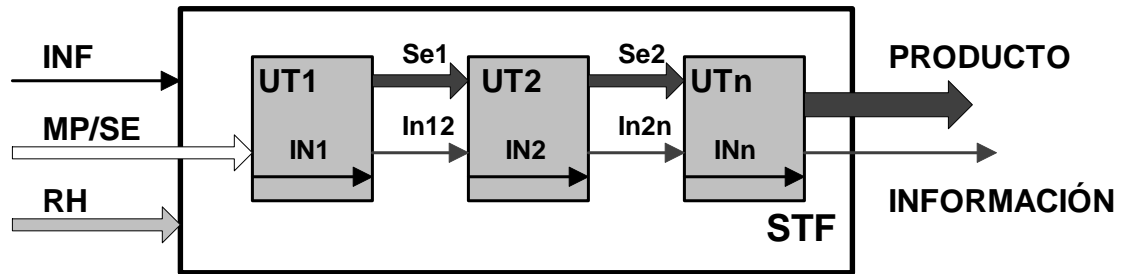 INF
MP/SE
RH
UT1
IN1
Se1
In12
UT2
IN2
Se2
In2n
UTn
INn
STF
PRODUCTO
INFORMACIÓN